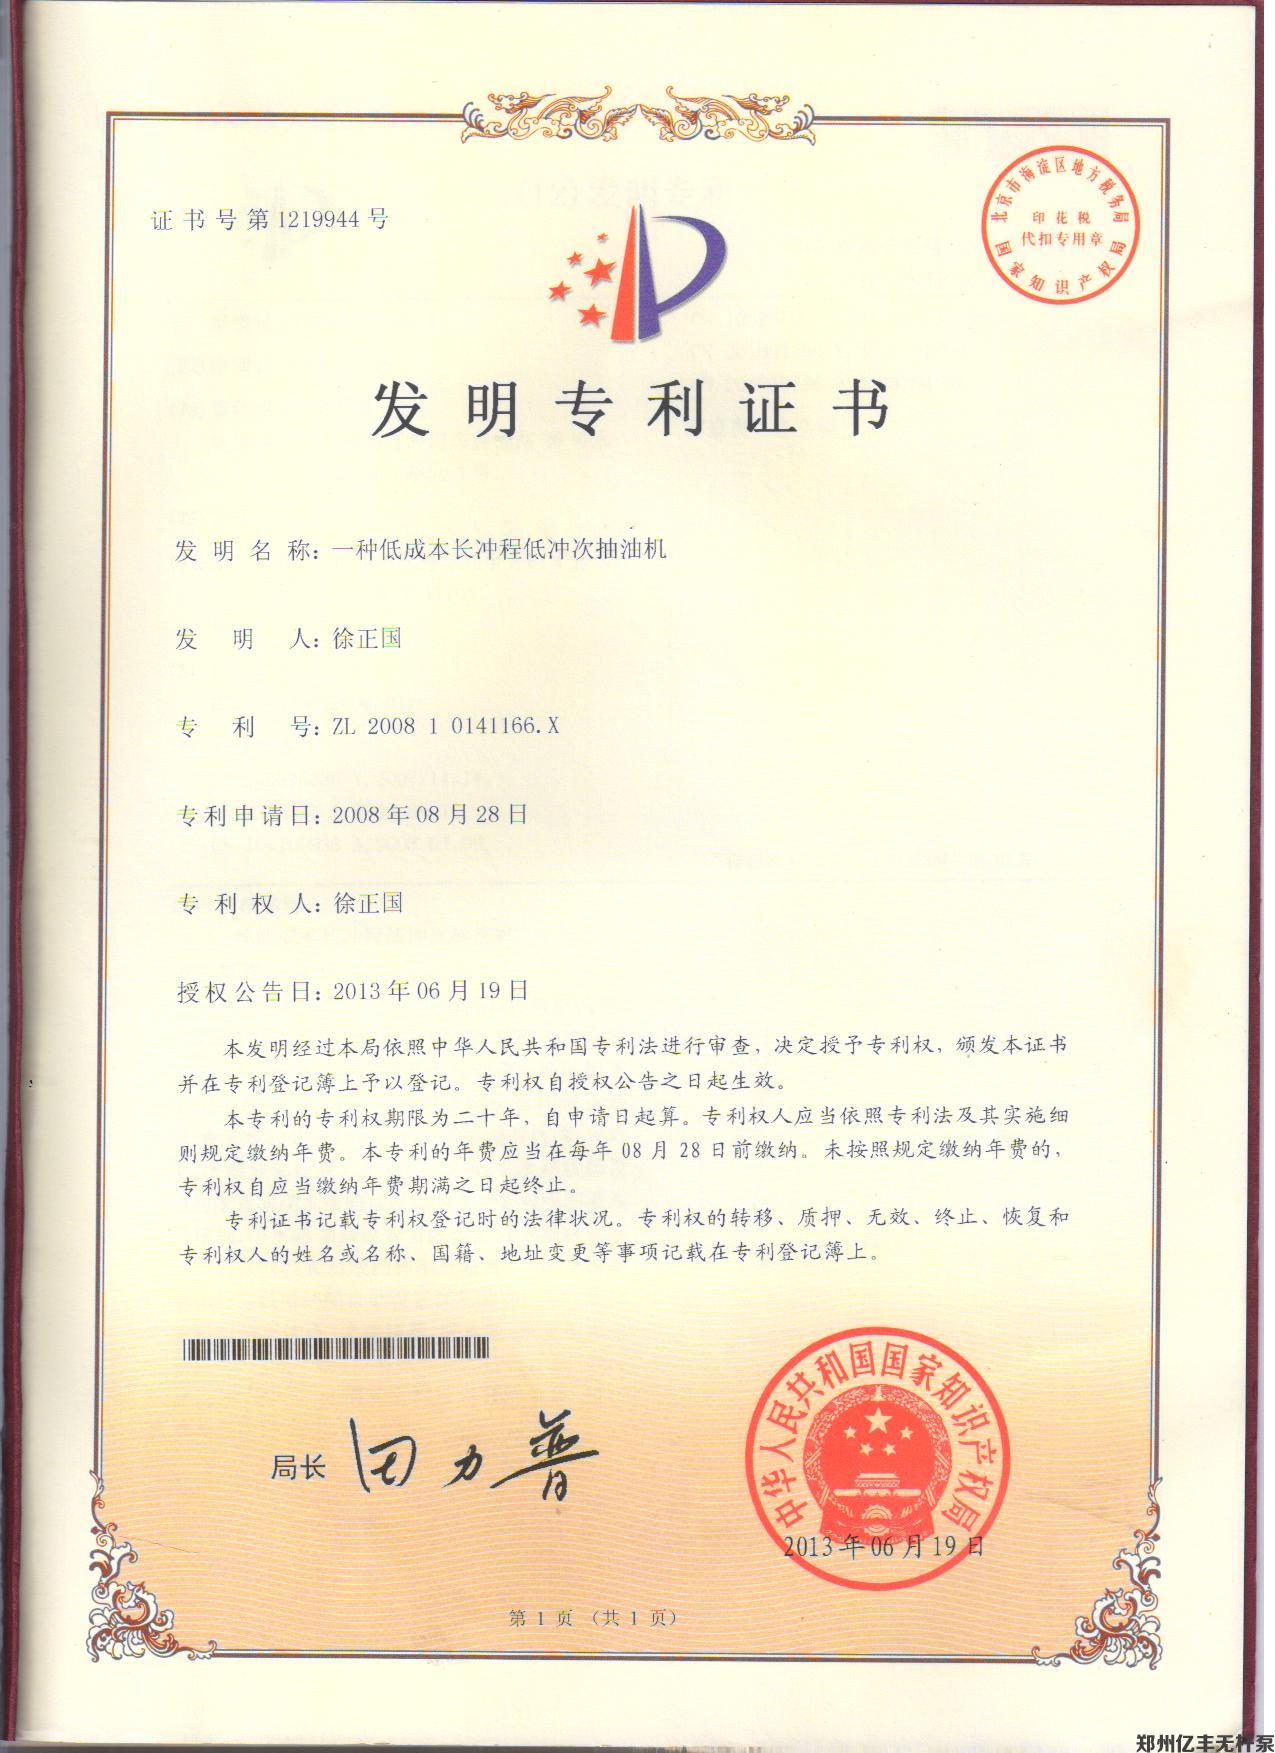 证书号第1219944号
北京市海淀区地方税务局
印花税
代扣专用章
国家知识产权局
发明专利证书
发明名称：一种低成本长冲程低冲次抽油机
发明人：徐正国
专利号：ZL 2008 1 0141166.X
专利申请日：2008年08月28日
专利权人：徐正国
授权公告日：2013年06月19日
本发明经过本局依照中华人民共和国专利法进行审查，决定授予专利权，颁发本证书
并在专利登记簿上予以登记。专利权自授权公告之日起生效。
本专利的专利权期限为二十年，自申请日起算。专利权人应当依照专利法及其实施细
则规定缴纳年费。本专利的年费应当在每年08月28日前缴纳。未按照规定缴纳年费的，
专利权自应当缴纳年费期满之日起终止。
专利证书记载专利权登记时的法律状况。专利权的转移、质押、无效、终止、恢复和
专利权人的姓名或名称、国籍、地址变更等事项记载在专利登记簿上。
局长 田力普
中华人民共和国国家知识产权局
2013年06月19日
第1页（共1页）
郑州亿丰无杆泵